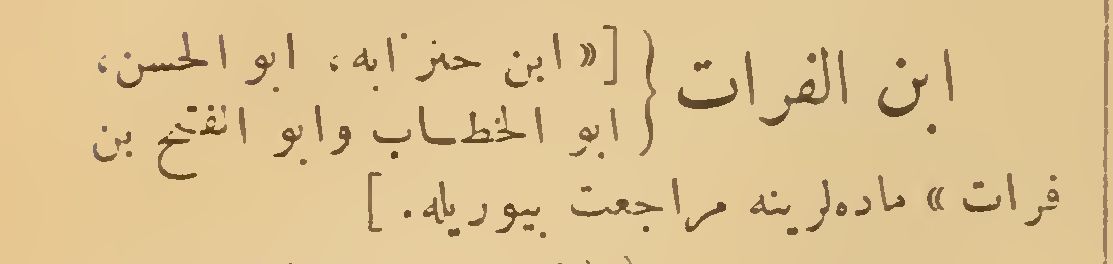 ابن الفرات { [« ابن حنزابه ، ابو الحسن،
ابو الخطاب وابو الفتح بن
فرات » ماده‌لرینه مراجعت بیوریله. ]